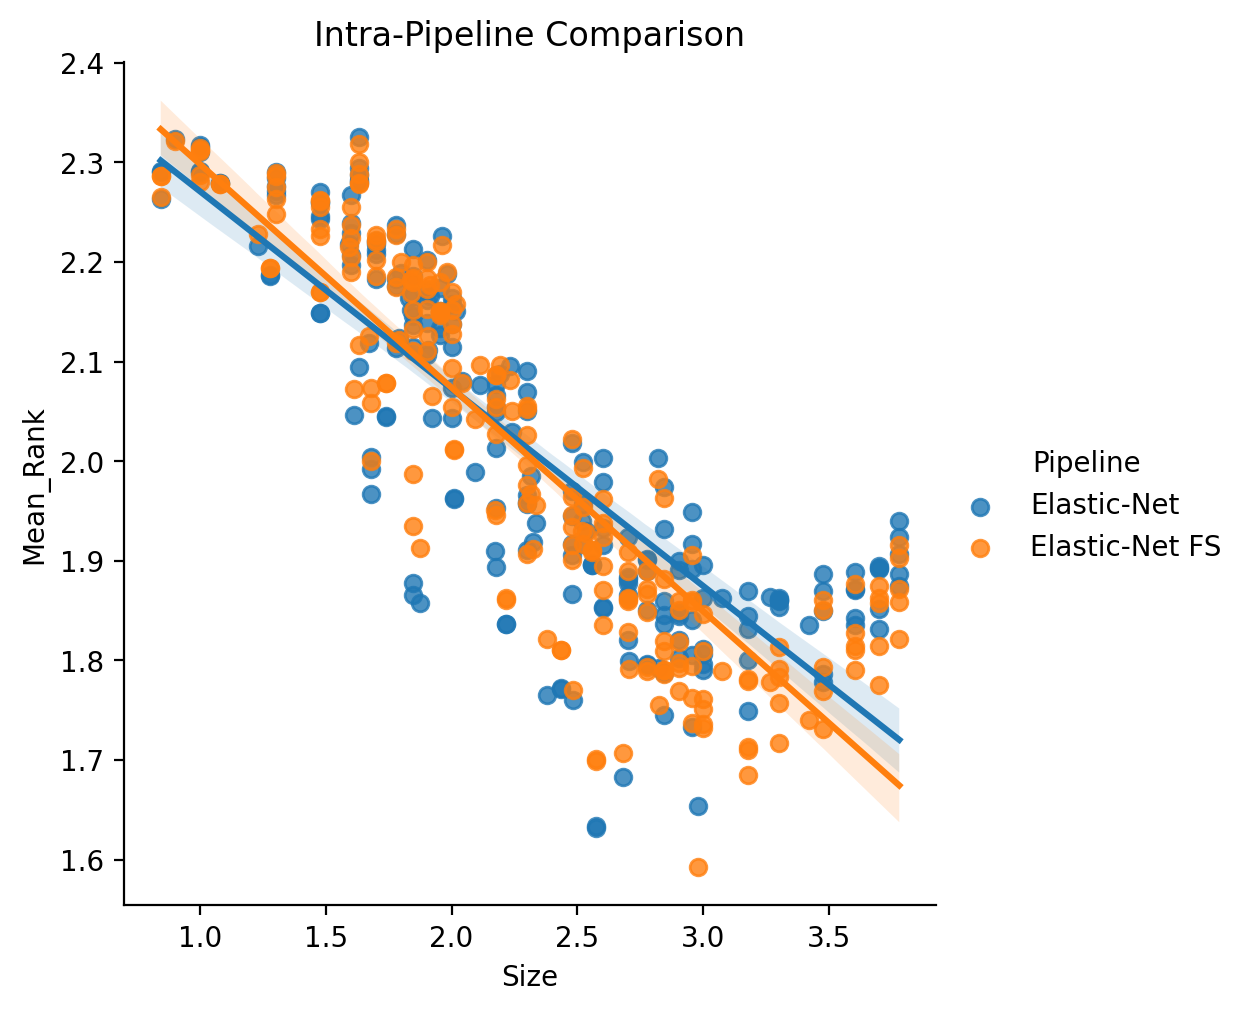 Intra-Pipeline Comparison
2.4
2.3
2.2
2.1
2.0
1.9
1.8
1.7
1.6
Mean_Rank
1.0
1.5
2.0
2.5
3.0
3.5
Size
Pipeline
Elastic-Net
Elastic-Net FS